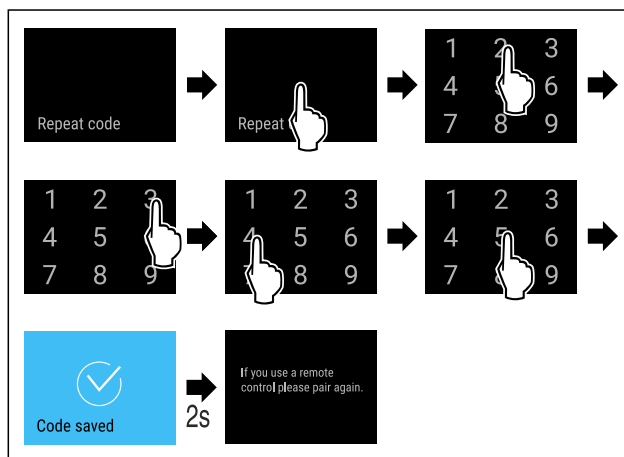 Repeat code
Repeat
1 2 3
4 6
7 8 9
1 2 3
4 5
7 8 9
1 2 3
4 5 6
8 9
1 2 3
4 5 6
7 9
Code saved
2s
If you use a remote
control please pair again.